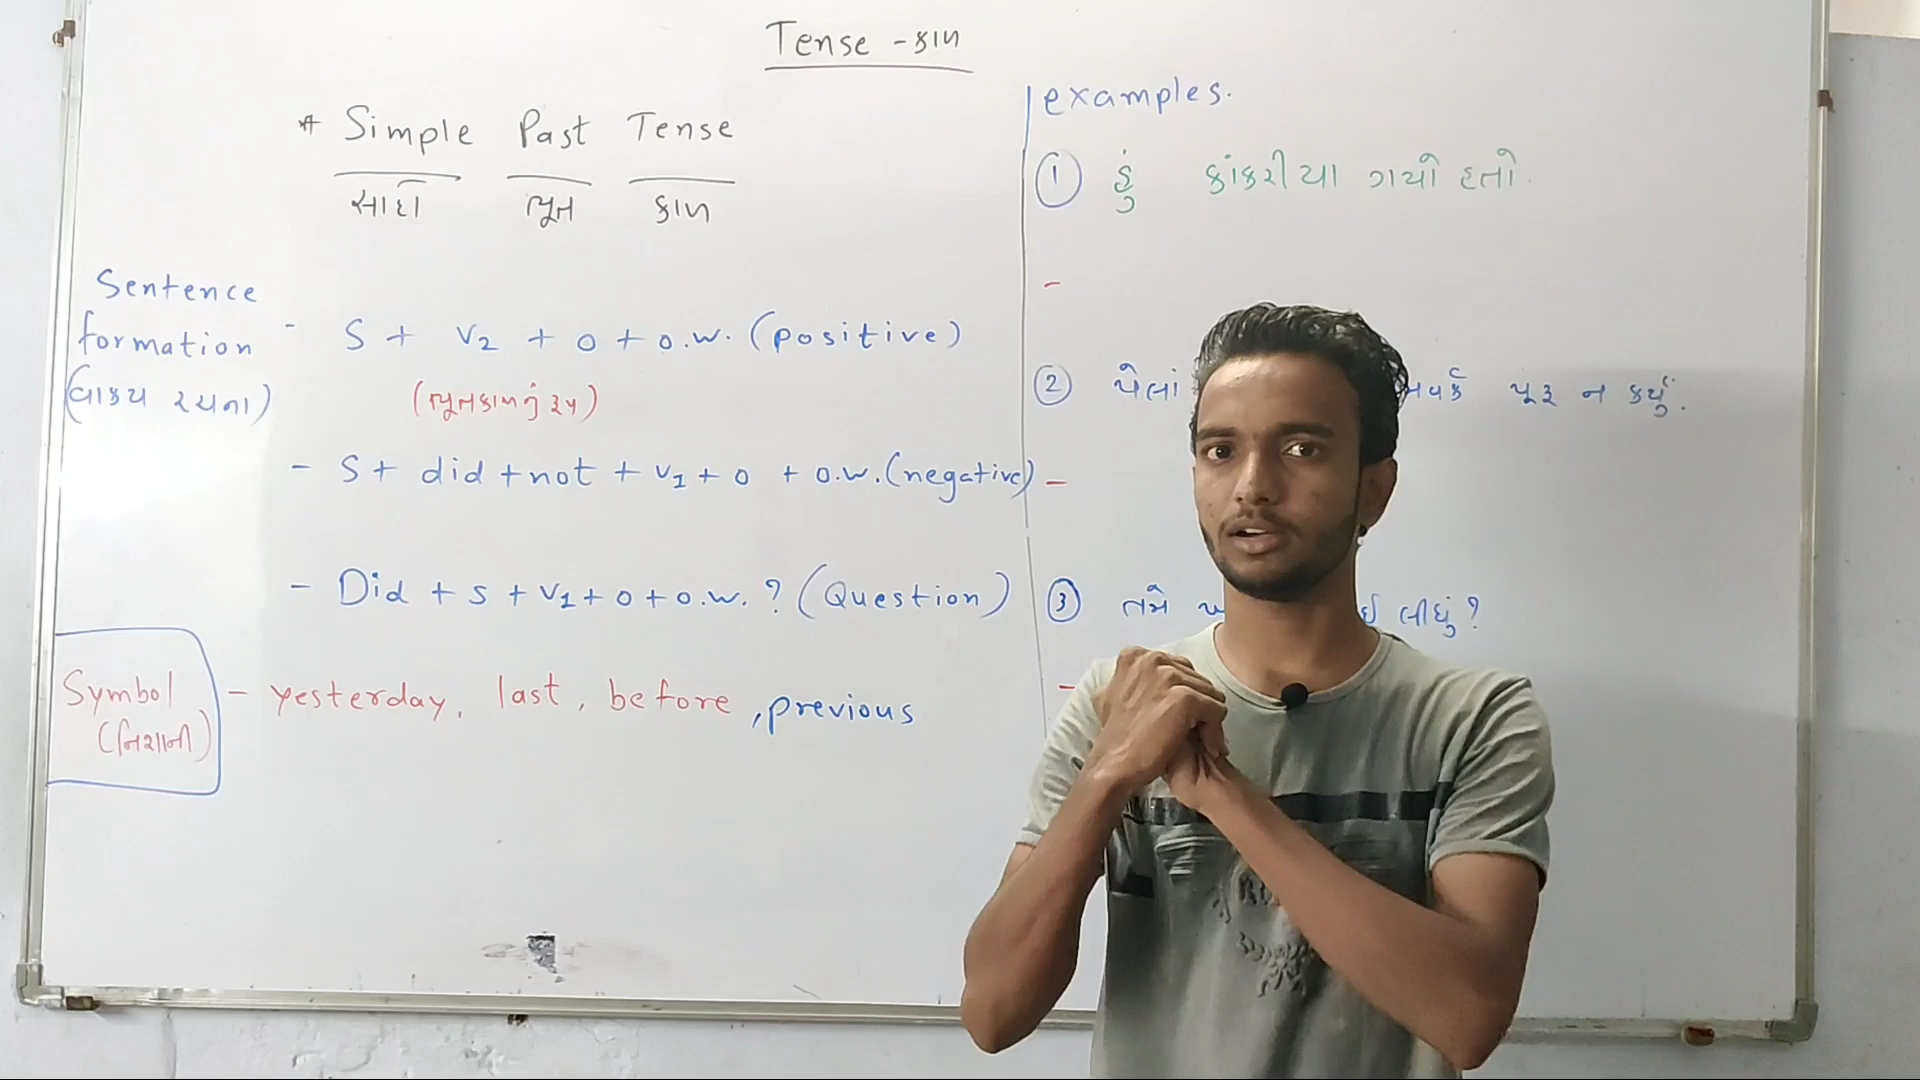 Tense - કાળ
* Simple Past Tense
સાદો ભૂત કાળ
Sentence
formation - S + V2 + O + O.W. (positive)
(વાક્ય રચના)
(ભૂતકાળનું રૂપ)
- S + did + not + V1 + O + O.W. (negative)
- Did + S + V1 + O + O.W. ? (Question)
Symbol - yesterday, last, before, previous
(નિશાની)
examples.
① હું કાંકરીયા ગયો હતો.
-
② પેલાં મવર્ક પૂરૂ ન કર્યું.
-
③ તમે લીધું ?
-